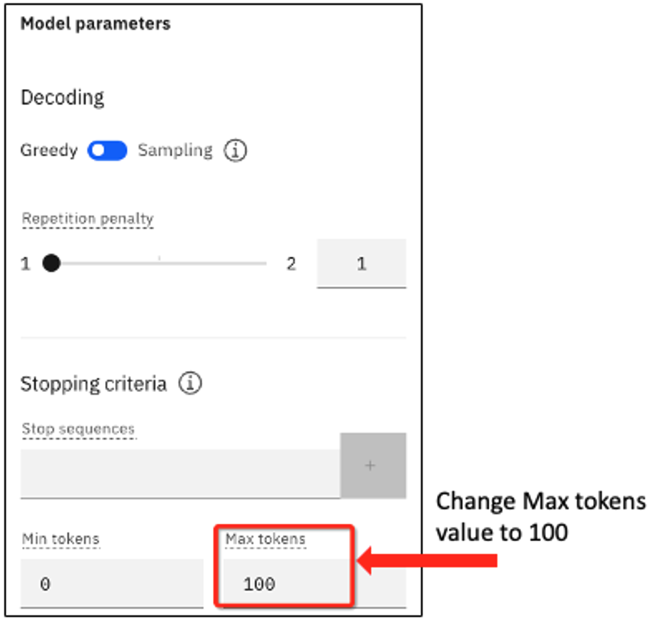 Model parameters
Decoding
Greedy Sampling
Repetition penalty
1 2 1
Stopping criteria
Stop sequences
+
Change Max tokens
value to 100
Min tokens Max tokens
0 100